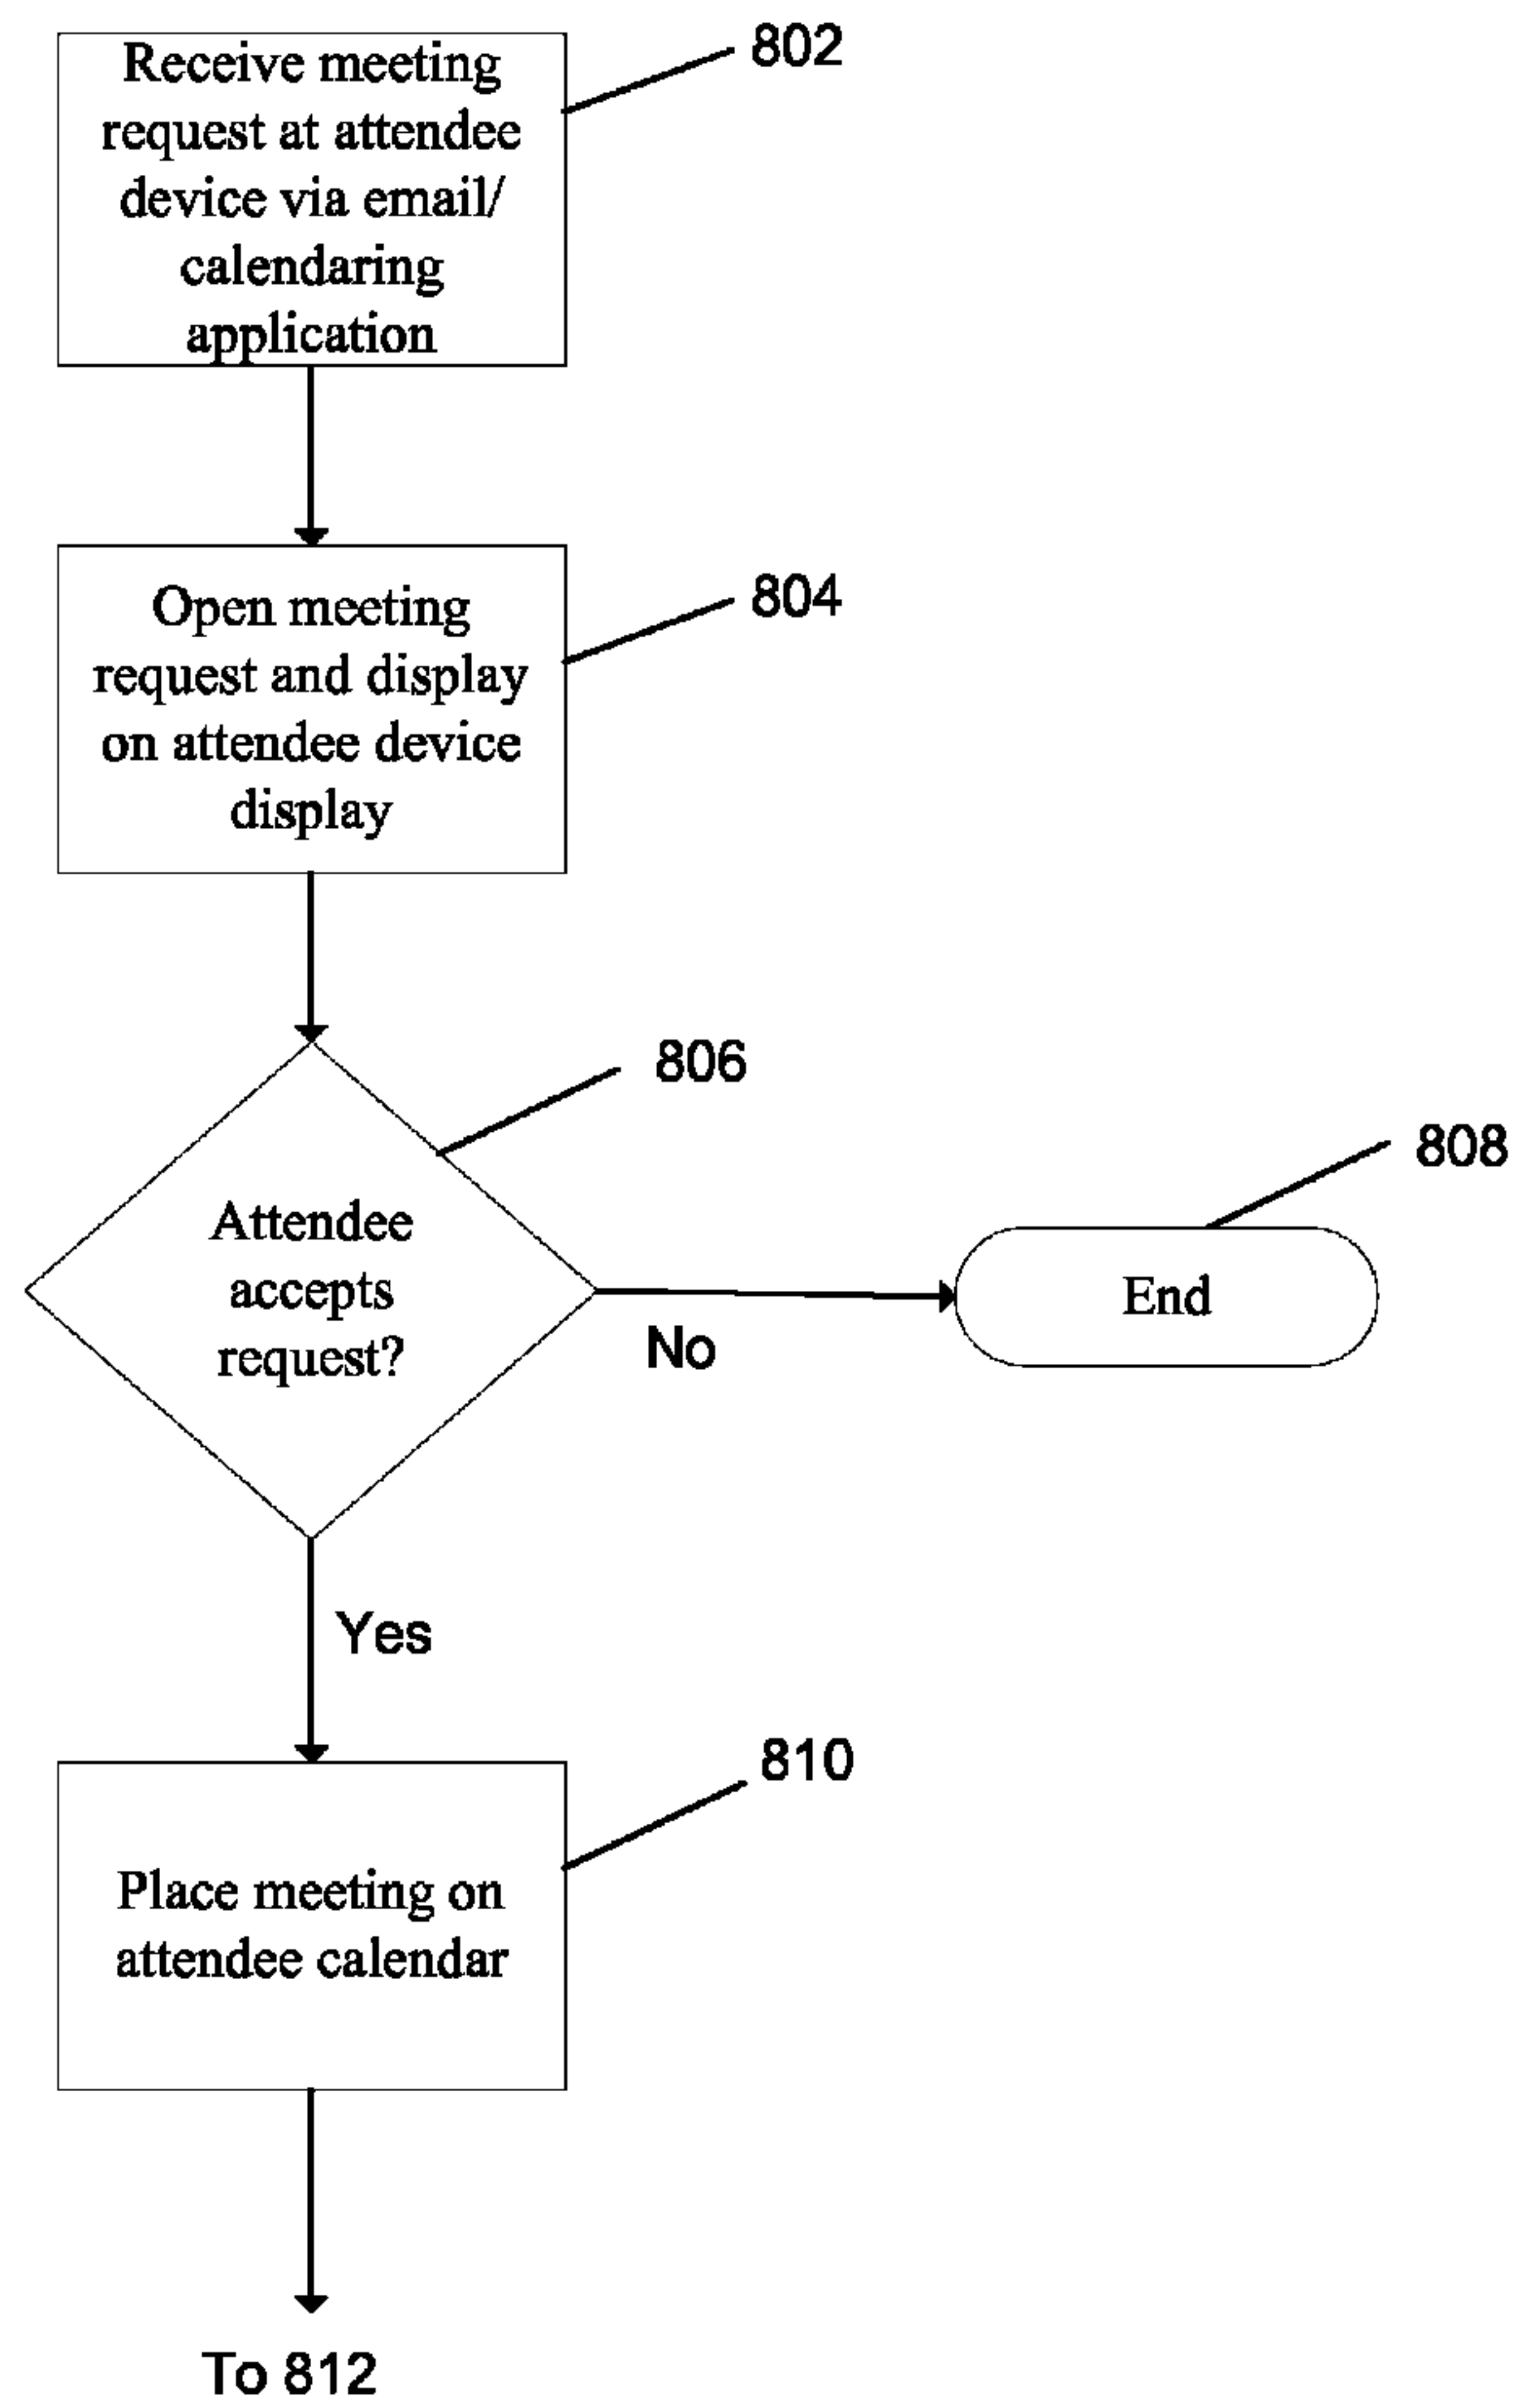 Receive meeting
request at attendee
device via email/
calendaring
application
802
Open meeting
request and display
on attendee device
display
804
Attendee
accepts
request?
806
No
End
808
Yes
Place meeting on
attendee calendar
810
To 812